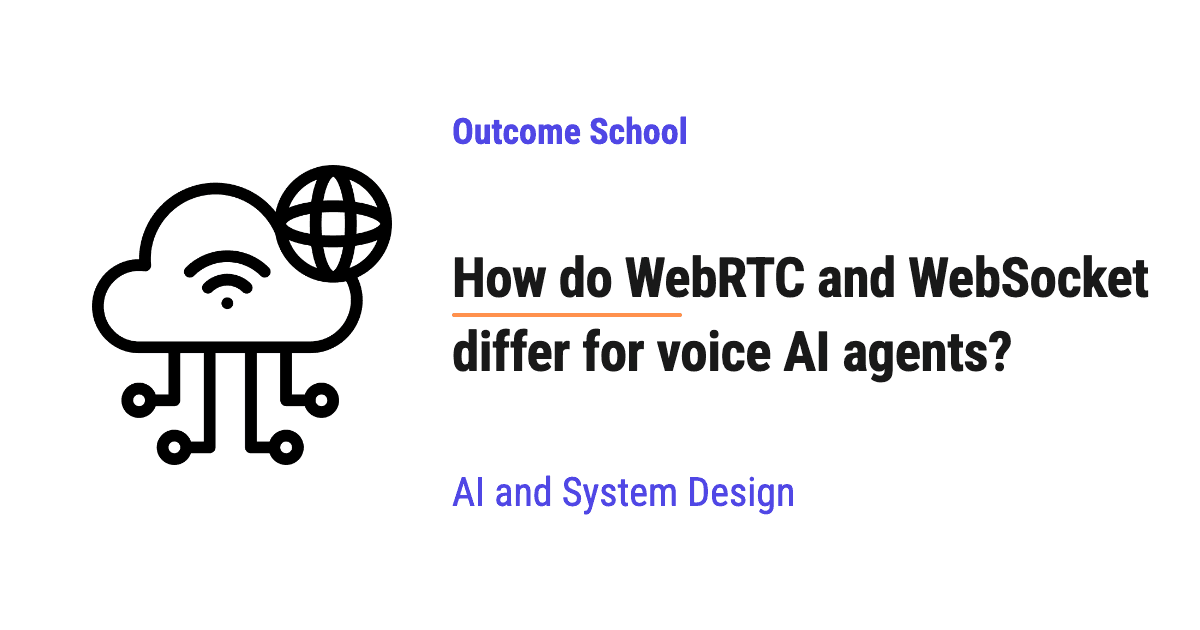 Outcome School
How do WebRTC and WebSocket
differ for voice AI agents?
AI and System Design